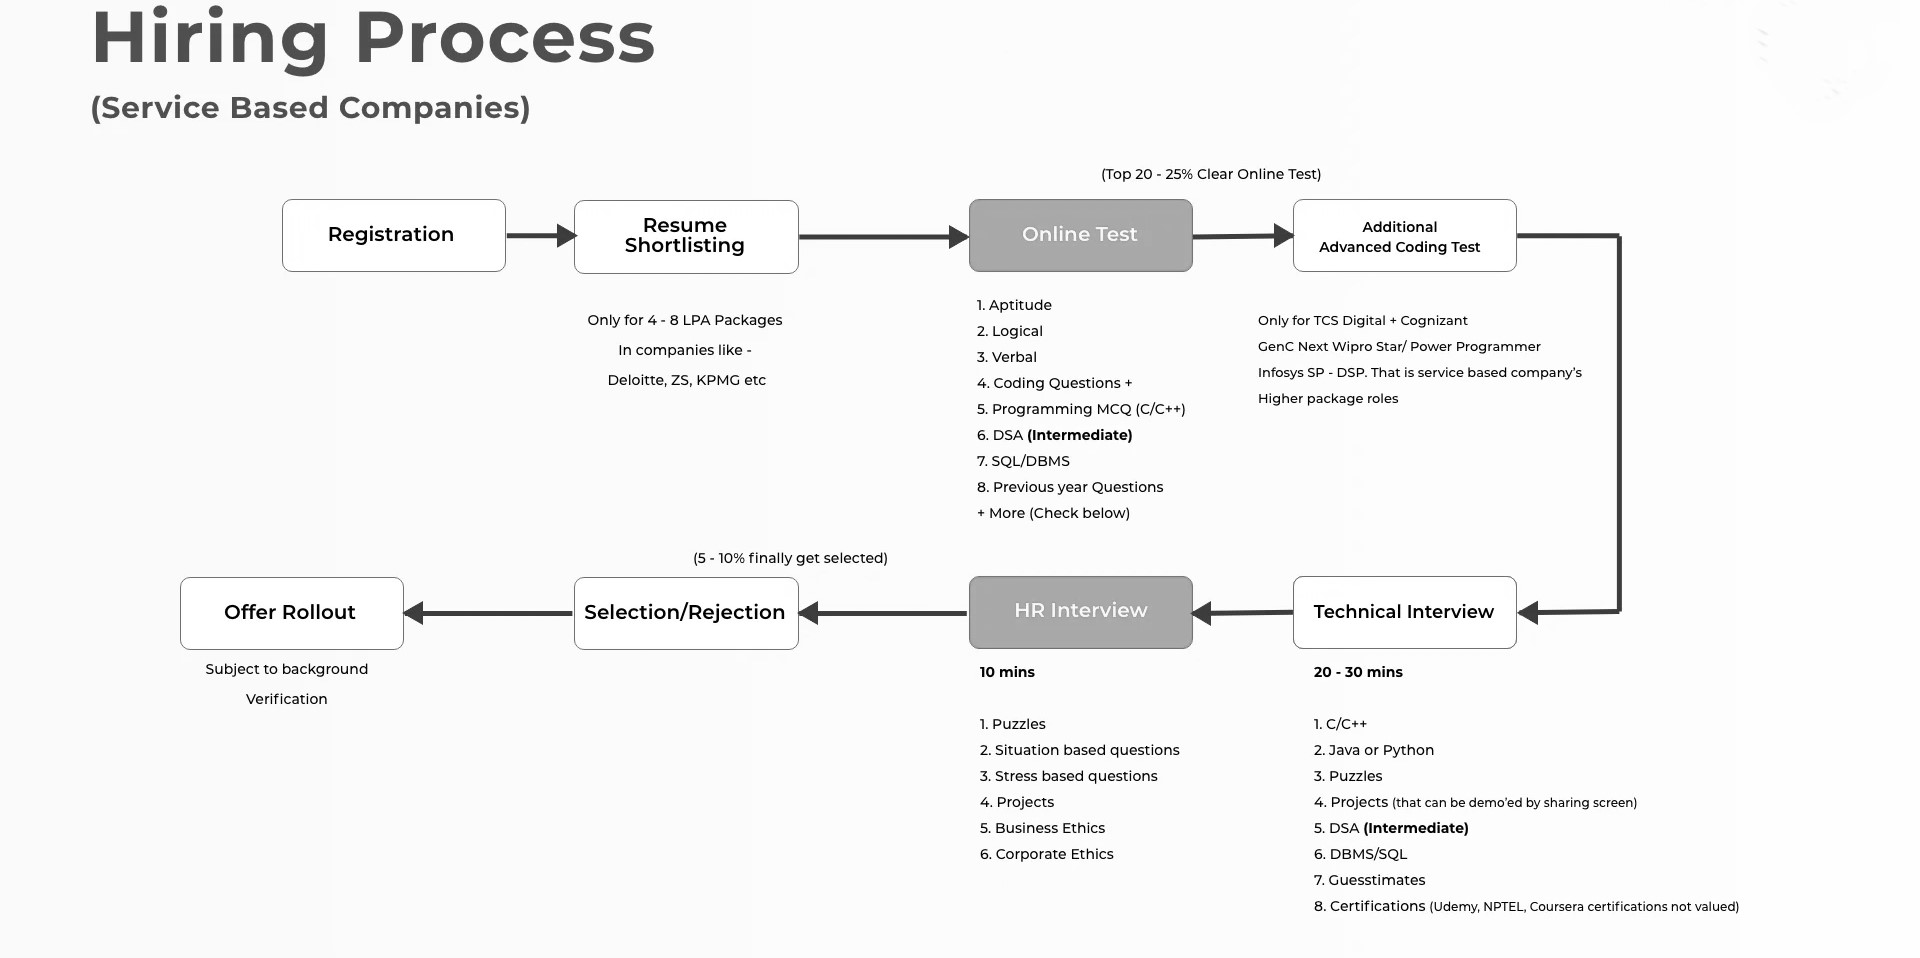 Hiring Process
(Service Based Companies)
(Top 20 - 25% Clear Online Test)
Registration
Resume
Shortlisting
Online Test
Additional
Advanced Coding Test
Only for 4 - 8 LPA Packages
In companies like -
Deloitte, ZS, KPMG etc
1. Aptitude
2. Logical
3. Verbal
4. Coding Questions +
5. Programming MCQ (C/C++)
6. DSA (Intermediate)
7. SQL/DBMS
8. Previous year Questions
+ More (Check below)
Only for TCS Digital + Cognizant
GenC Next Wipro Star/ Power Programmer
Infosys SP - DSP. That is service based company's
Higher package roles
(5 - 10% finally get selected)
Offer Rollout
Selection/Rejection
HR Interview
Technical Interview
Subject to background
Verification
10 mins
1. Puzzles
2. Situation based questions
3. Stress based questions
4. Projects
5. Business Ethics
6. Corporate Ethics
20 - 30 mins
1. C/C++
2. Java or Python
3. Puzzles
4. Projects (that can be demo'ed by sharing screen)
5. DSA (Intermediate)
6. DBMS/SQL
7. Guesstimates
8. Certifications (Udemy, NPTEL, Coursera certifications not valued)